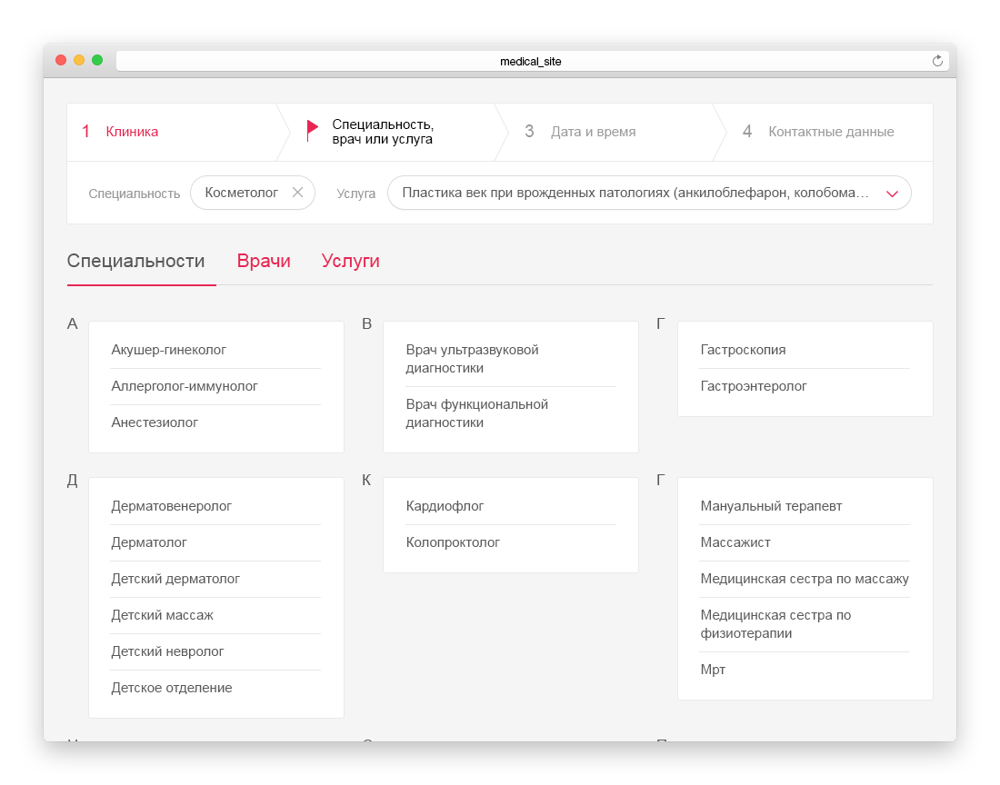 medical_site
1 Клиника
Специальность,
врач или услуга
3 Дата и время
4 Контактные данные
Специальность Косметолог Услуга Пластика век при врожденных патологиях (анкилоблефарон, колобома…
Специальности Врачи Услуги
А
Акушер-гинеколог
Аллерголог-иммунолог
Анестезиолог
В
Врач ультразвуковой
диагностики
Врач функциональной
диагностики
Г
Гастроскопия
Гастроэнтеролог
Д
Дерматовенеролог
Дерматолог
Детский дерматолог
Детский массаж
Детский невролог
Детское отделение
К
Кардиофлог
Колопроктолог
Г
Мануальный терапевт
Массажист
Медицинская сестра по массажу
Медицинская сестра по
физиотерапии
Мрт